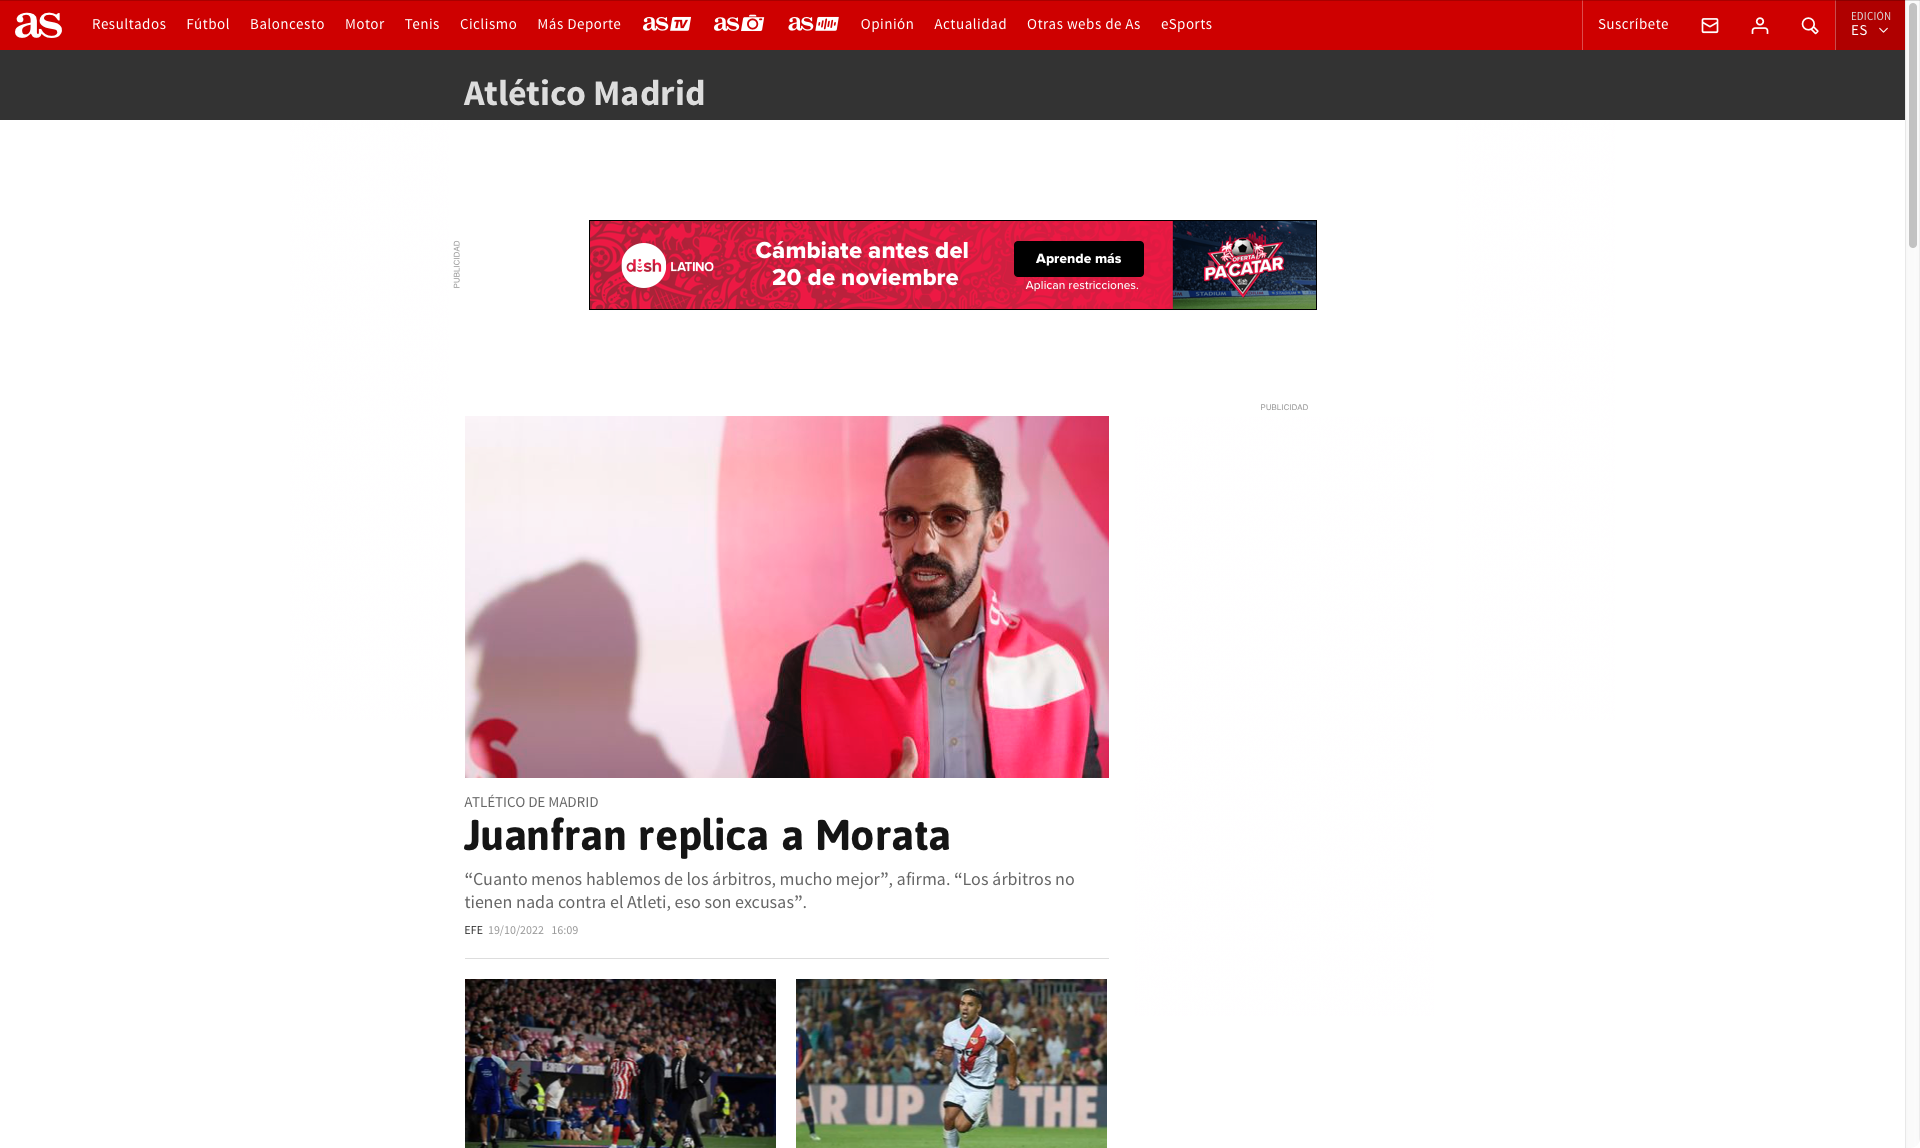 as Resultados Fútbol Baloncesto Motor Tenis Ciclismo Más Deporte as TV as as Opinión Actualidad Otras webs de As eSports Suscríbete EDICIÓN
ES
Atlético Madrid
PUBLICIDAD
dish LATINO
Cámbiate antes del
20 de noviembre
Aprende más
Aplican restricciones.
OFERTA
PA'CATAR
STADIUM
PUBLICIDAD
ATLÉTICO DE MADRID
Juanfran replica a Morata
“Cuanto menos hablemos de los árbitros, mucho mejor”, afirma. “Los árbitros no
tienen nada contra el Atleti, eso son excusas”.
EFE 19/10/2022 16:09
R UP ON THE